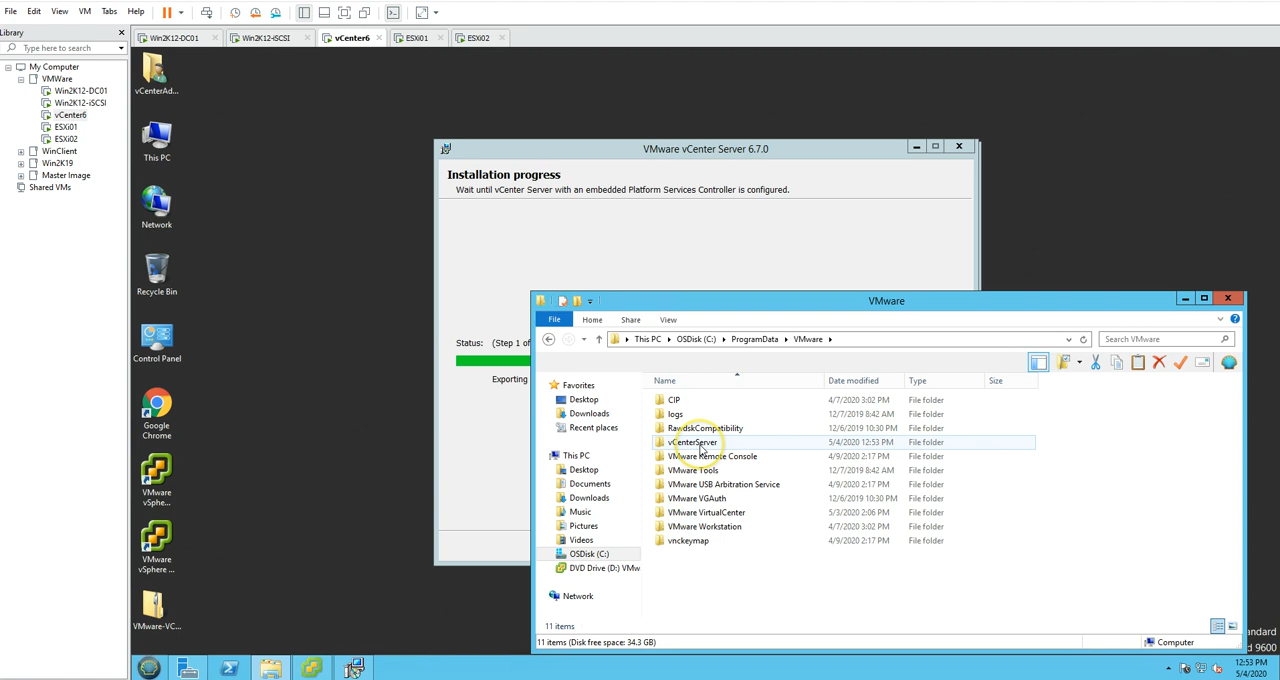 File Edit View VM Tabs Help
Library
Type here to search
My Computer
VMWare
Win2K12-DC01
Win2K12-iSCSI
vCenter6
ESXi01
ESXi02
WinClient
Win2K19
Master Image
Shared VMs
Win2K12-DC01 Win2K12-iSCSI vCenter6 ESXi01 ESXi02
vCenterAd...
This PC
Network
Recycle Bin
Control Panel
Google
Chrome
VMware
vSphe...
VMware
vSphere ...
VMware-VC...
VMware vCenter Server 6.7.0
Installation progress
Wait until vCenter Server with an embedded Platform Services Controller is configured.
Status: (Step 1 of
Exporting
VMware
File Home Share View
This PC OSDisk (C:) ProgramData VMware
Search VMware
Favorites
Desktop
Downloads
Recent places
This PC
Desktop
Documents
Downloads
Music
Pictures
Videos
OSDisk (C:)
DVD Drive (D:) VMw
Network
Name Date modified Type Size
CIP 4/7/2020 3:02 PM File folder
logs 12/7/2019 8:42 AM File folder
RawdskCompatibility 12/6/2019 10:30 PM File folder
vCenterServer 5/4/2020 12:53 PM File folder
VMware Remote Console 4/9/2020 2:17 PM File folder
VMware Tools 12/7/2019 8:42 AM File folder
VMware USB Arbitration Service 4/9/2020 2:17 PM File folder
VMware VGAuth 12/6/2019 10:30 PM File folder
VMware VirtualCenter 5/3/2020 2:06 PM File folder
VMware Workstation 4/7/2020 3:02 PM File folder
vnckeymap 4/9/2020 2:17 PM File folder
11 items
11 items (Disk free space: 34.3 GB)
Computer
andard
d 9600
12:53 PM
5/4/2020